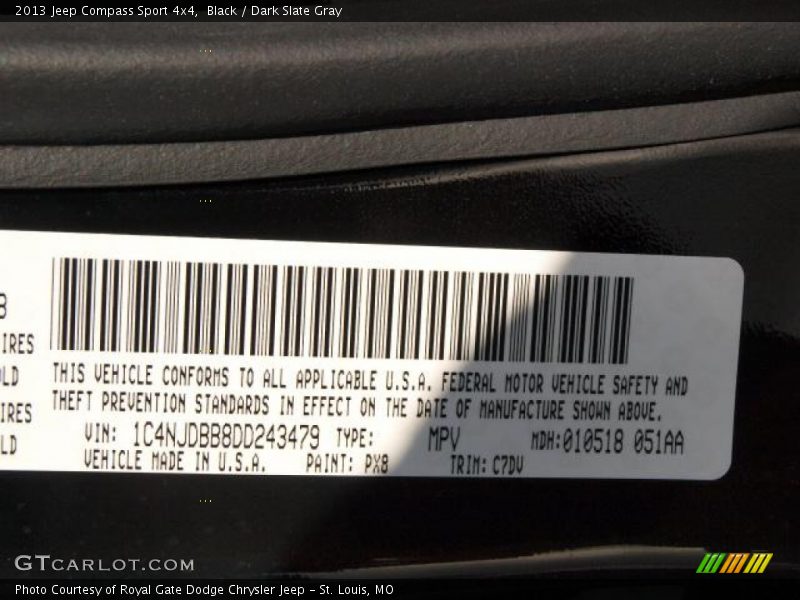 2013 Jeep Compass Sport 4x4,  Black / Dark Slate Gray
IRES
IRES
THIS VEHICLE CONFORMS TO ALL APPLICABLE U.S.A. FEDERAL MOTOR VEHICLE SAFETY AND
THEFT PREVENTION STANDARDS IN EFFECT ON THE DATE OF MANUFACTURE SHOWN ABOVE.
VIN: 1C4NJDBB8DD243479 TYPE: MPV MDH:010518 051AA
VEHICLE MADE IN U.S.A. PAINT: PX8 TRIM: C7DV
GTCARLOT.COM
Photo Courtesy of Royal Gate Dodge Chrysler Jeep - St. Louis, MO